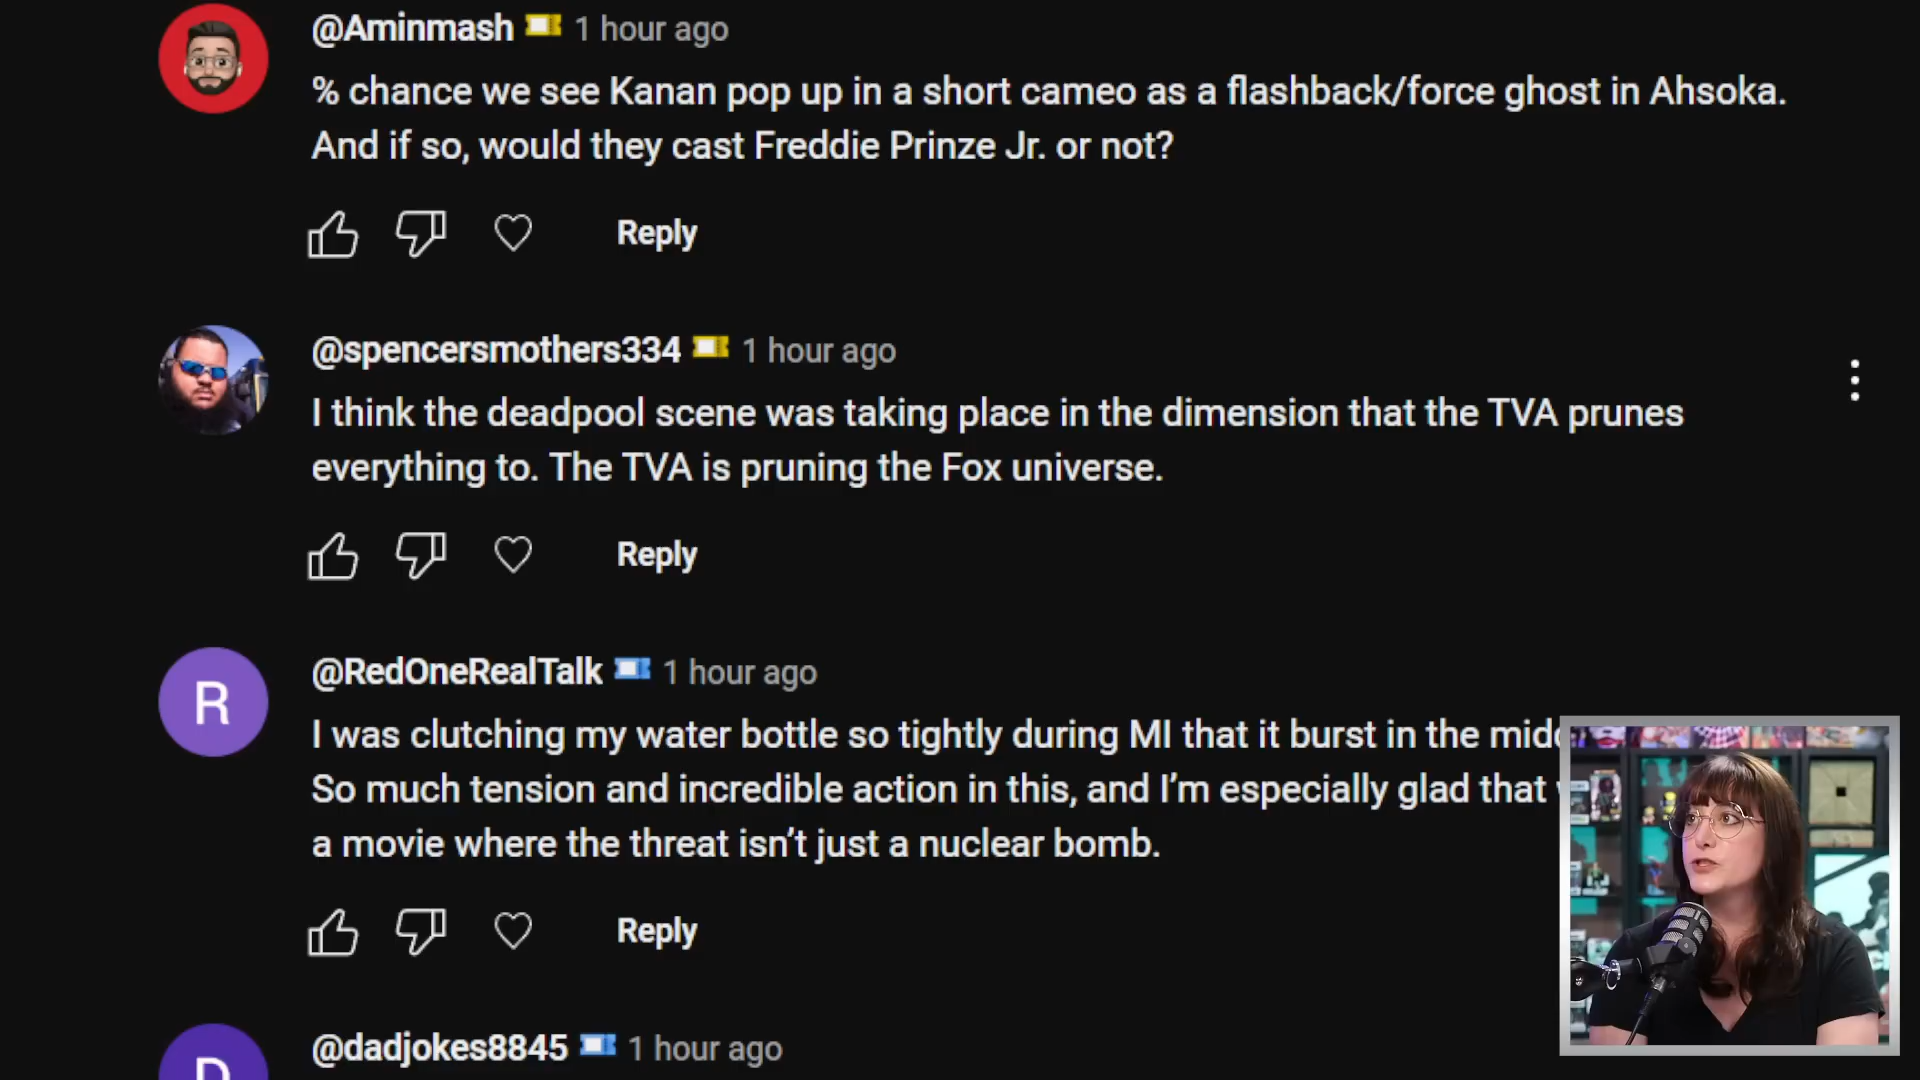 @Aminmash 1 hour ago
% chance we see Kanan pop up in a short cameo as a flashback/force ghost in Ahsoka.
And if so, would they cast Freddie Prinze Jr. or not?
Reply
@spencersmothers334 1 hour ago
I think the deadpool scene was taking place in the dimension that the TVA prunes
everything to. The TVA is pruning the Fox universe.
Reply
R
@RedOneRealTalk 1 hour ago
I was clutching my water bottle so tightly during MI that it burst in the
So much tension and incredible action in this, and I'm especially glad that
a movie where the threat isn't just a nuclear bomb.
Reply
D
@dadjokes8845 1 hour ago